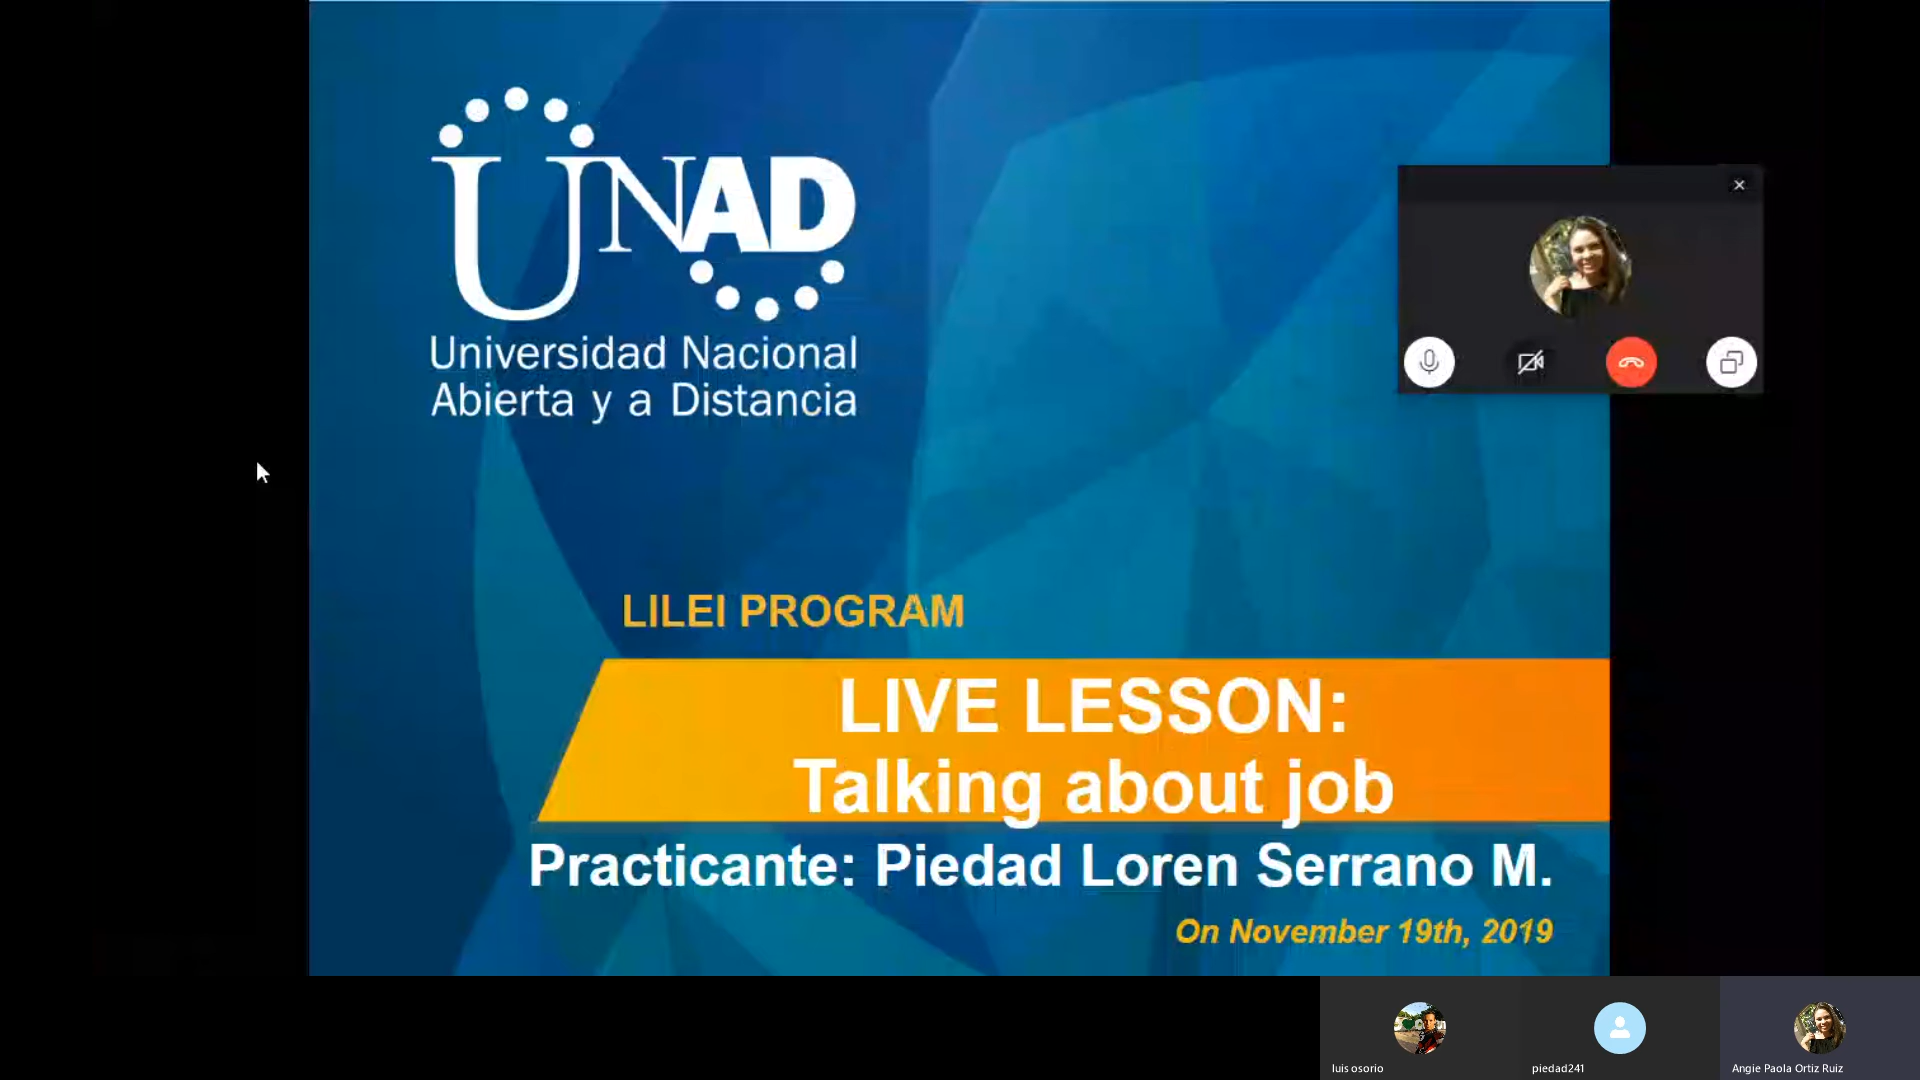 UNAD
Universidad Nacional
Abierta y a Distancia
LILEI PROGRAM
LIVE LESSON:
Talking about job
Practicante: Piedad Loren Serrano M.
On November 19th, 2019
luis osorio
piedad241
Angie Paola Ortiz Ruiz